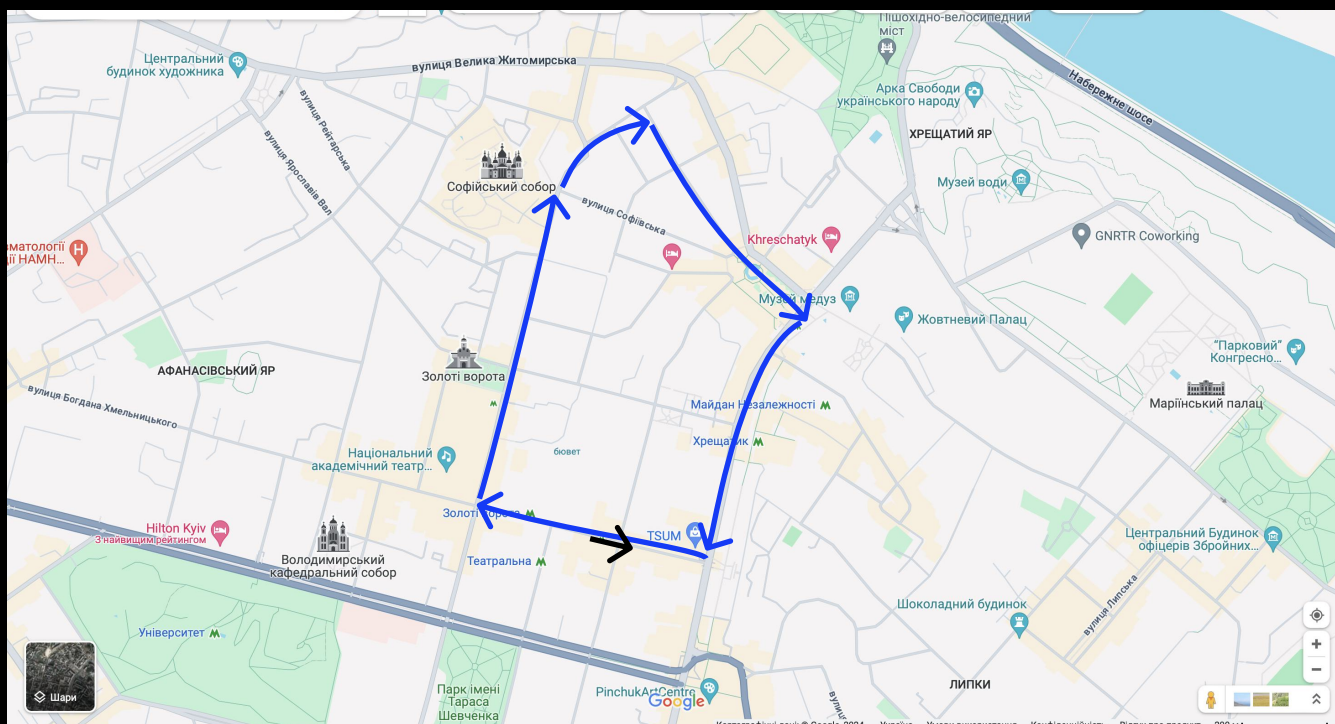 Пішохідно-велосипедний
міст
Центральний
будинок художника
вулиця Велика Житомирська
Набережне шосе
Арка Свободи
українського народу
вулиця Рейтарська
ХРЕЩАТИЙ ЯР
вулиця Ярославів Вал
Софійський собор
Музей води
вулиця Софіївська
Khreschatyk
GNRTR Coworking
матології
ії НАМН...
Музей медуз
Жовтневий Палац
"Парковий"
Конгресно...
АФАНАСІВСЬКИЙ ЯР
Золоті ворота
вулиця Богдана Хмельницького
Маріїнський палац
Майдан Незалежності
Хрещатик
Національний
академічний театр...
бювет
Золоті ворота
Hilton Kyiv
З найвищим рейтингом
TSUM
Центральний Будинок
офіцерів Збройних...
Володимирський
кафедральний собор
Театральна
вулиця Липська
Шоколадний будинок
Університет
Шари
ЛИПКИ
Парк імені
Тараса
Шевченка
PinchukArtCentre
Google